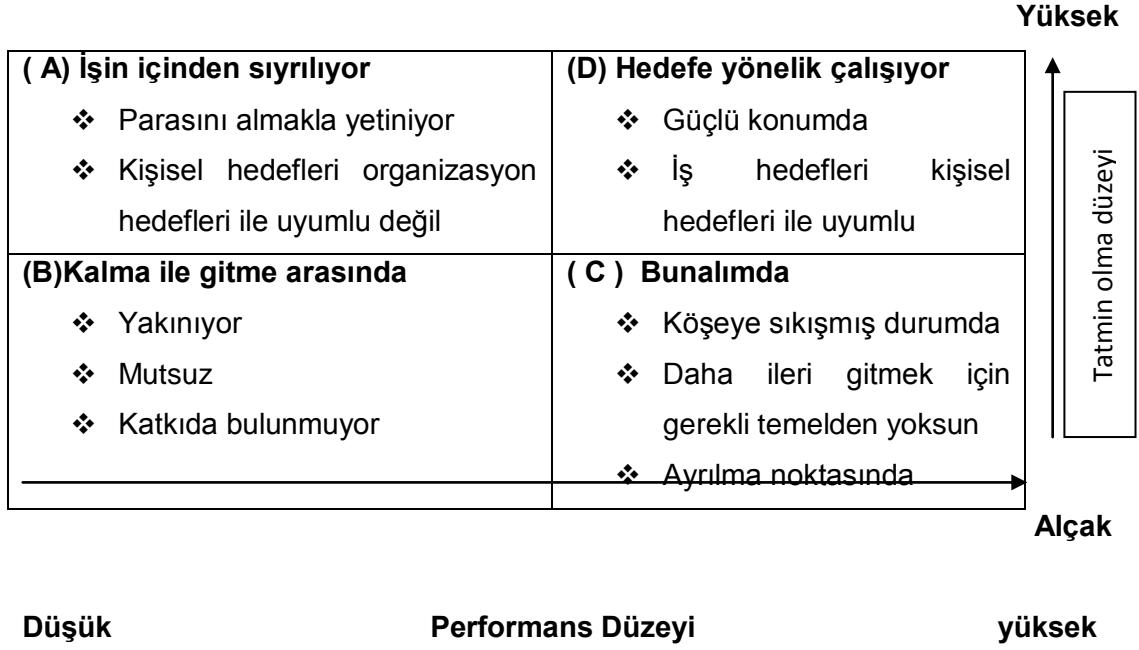 Yüksek
( A) İşin içinden sıyrılıyor
❖ Parasını almakla yetiniyor
❖ Kişisel hedefleri organizasyon
hedefleri ile uyumlu değil
(D) Hedefe yönelik çalışıyor
❖ Güçlü konumda
❖ İş hedefleri kişisel
hedefleri ile uyumlu
(B)Kalma ile gitme arasında
❖ Yakınıyor
❖ Mutsuz
❖ Katkıda bulunmuyor
( C ) Bunalımda
❖ Köşeye sıkışmış durumda
❖ Daha ileri gitmek için
gerekli temelden yoksun
❖ Ayrılma noktasında
Tatmin olma düzeyi
Alçak
Düşük Performans Düzeyi yüksek